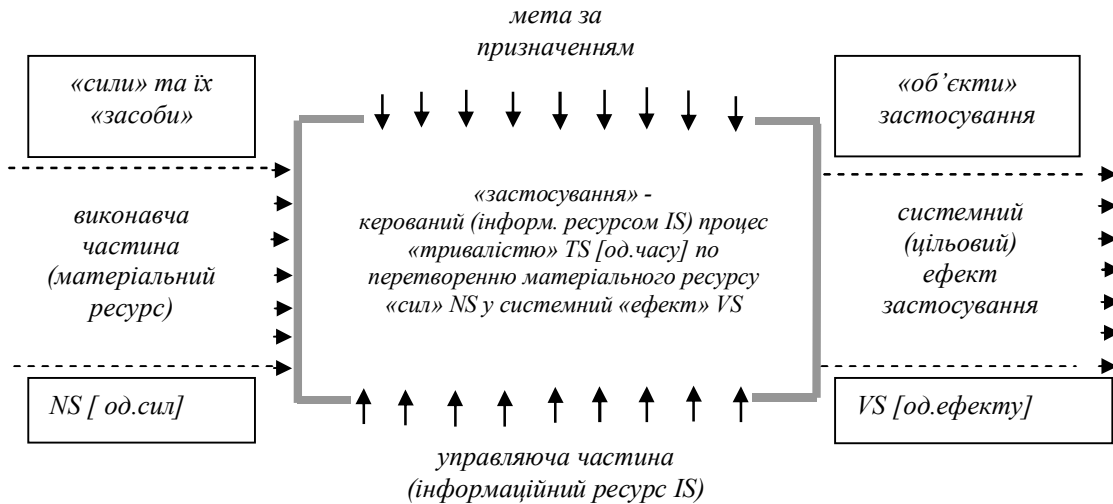 мета за
призначенням
«сили» та їх
«засоби»
«об’єкти»
застосування
виконавча
частина
(матеріальний
ресурс)
«застосування» -
керований (інформ. ресурсом IS) процес
«тривалістю» TS [од.часу] по
перетворенню матеріального ресурсу
«сил» NS у системний «ефект» VS
системний
(цільовий)
ефект
застосування
NS [ од.сил]
VS [од.ефекту]
управляюча частина
(інформаційний ресурс IS)